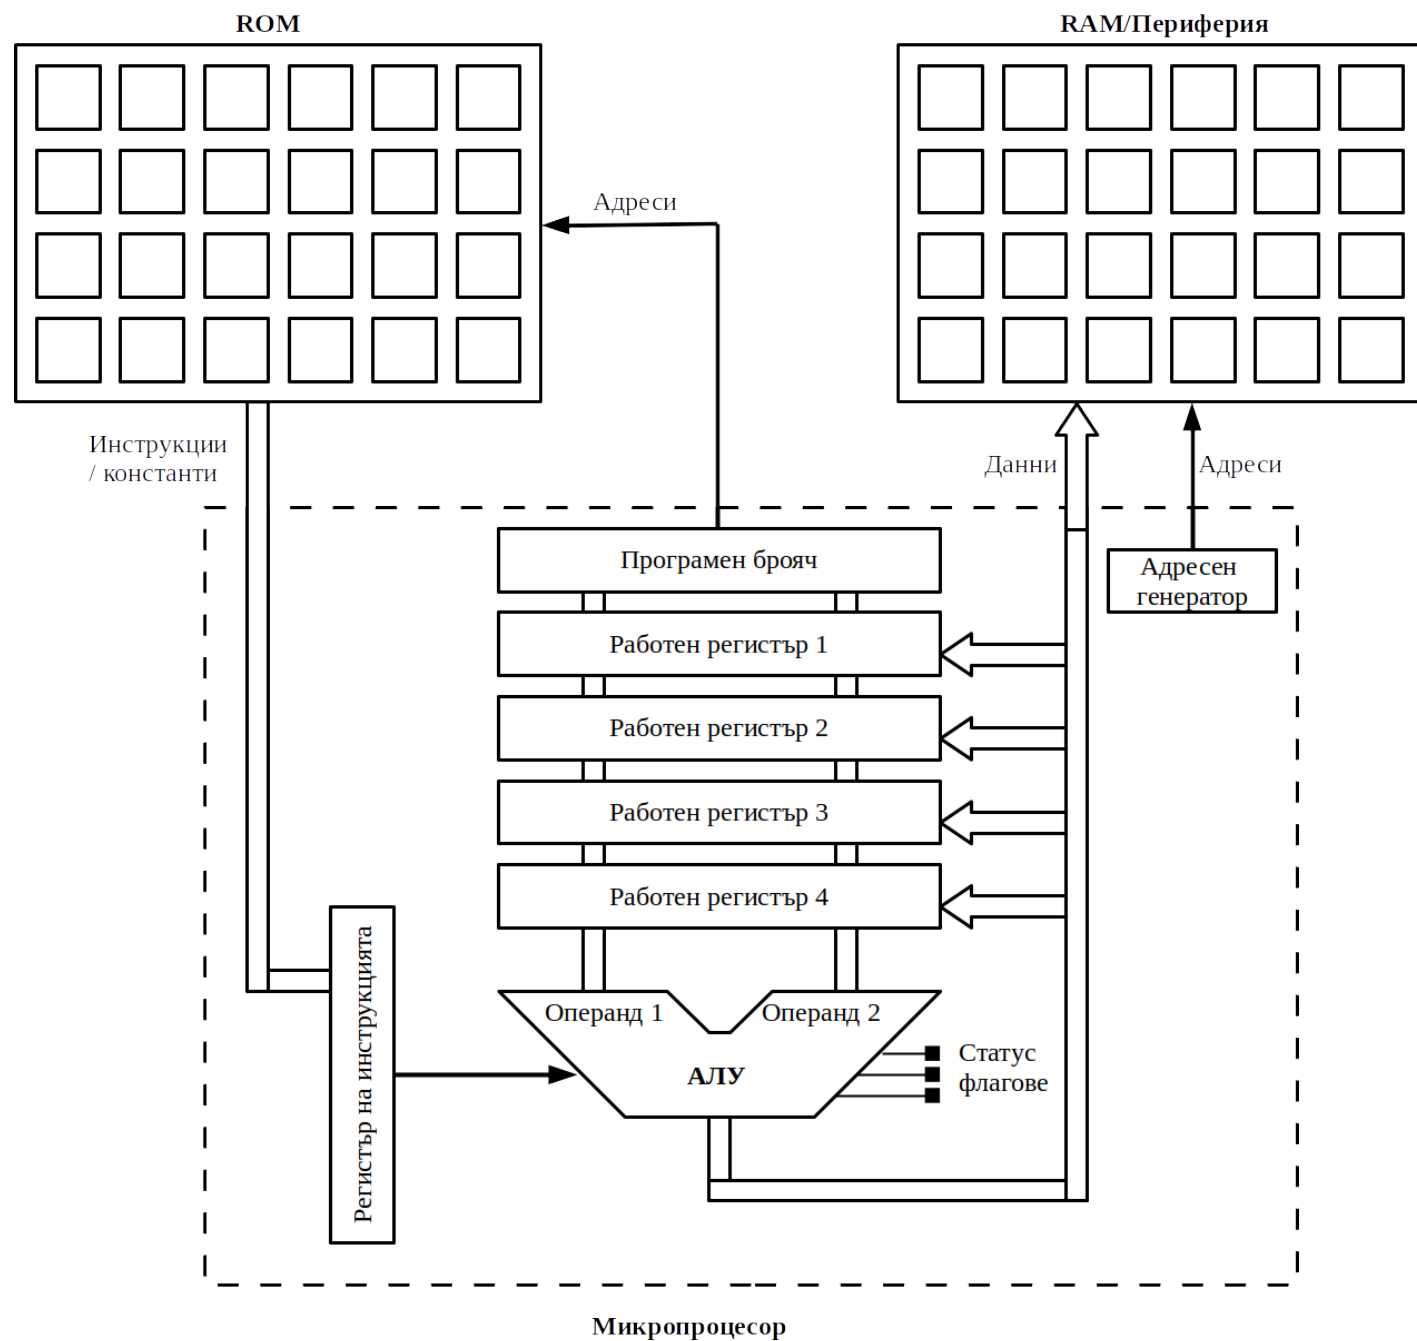 ROM
RAM/Периферия
Адреси
Инструкции
/ константи
Данни
Адреси
Програмен брояч
Адресен
генератор
Работен регистър 1
Работен регистър 2
Работен регистър 3
Работен регистър 4
Регистър на инструкцията
Операнд 1
Операнд 2
АЛУ
Статус
флагове
Микропроцесор